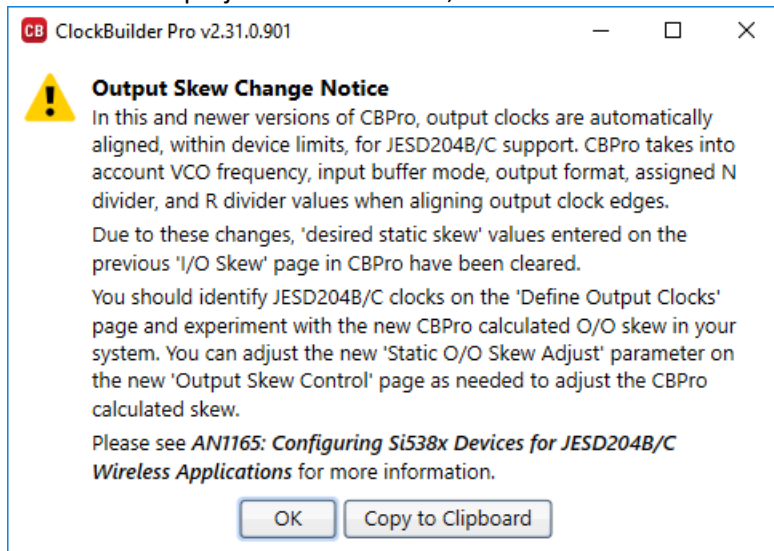 CB ClockBuilder Pro v2.31.0.901
Output Skew Change Notice
In this and newer versions of CBPro, output clocks are automatically
aligned, within device limits, for JESD204B/C support. CBPro takes into
account VCO frequency, input buffer mode, output format, assigned N
divider, and R divider values when aligning output clock edges.
Due to these changes, 'desired static skew' values entered on the
previous 'I/O Skew' page in CBPro have been cleared.
You should identify JESD204B/C clocks on the 'Define Output Clocks'
page and experiment with the new CBPro calculated O/O skew in your
system. You can adjust the new 'Static O/O Skew Adjust' parameter on
the new 'Output Skew Control' page as needed to adjust the CBPro
calculated skew.
Please see AN1165: Configuring Si538x Devices for JESD204B/C
Wireless Applications for more information.
OK Copy to Clipboard